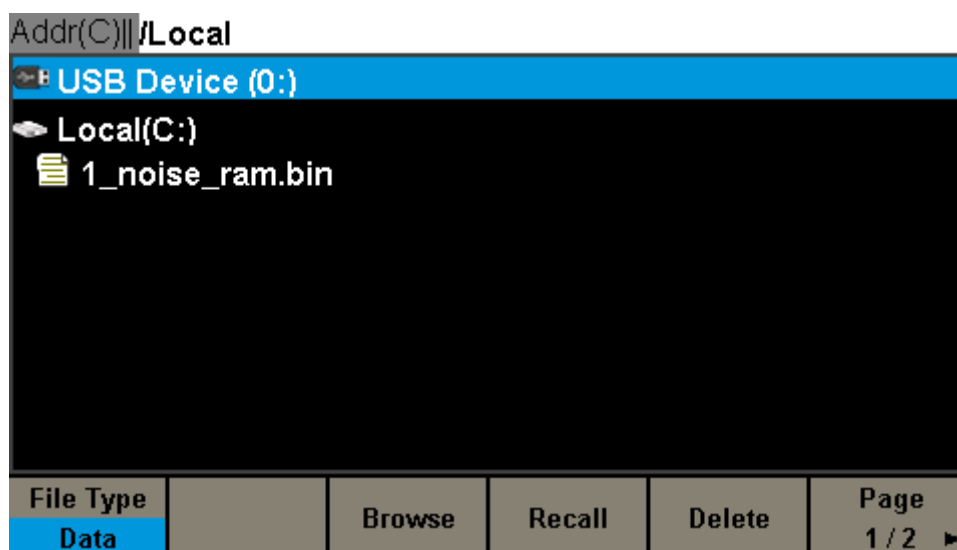 Addr(C)|| /Local
USB Device (0:)
Local(C:)
1_noise_ram.bin
File Type
Data
Browse
Recall
Delete
Page
1 / 2 ►